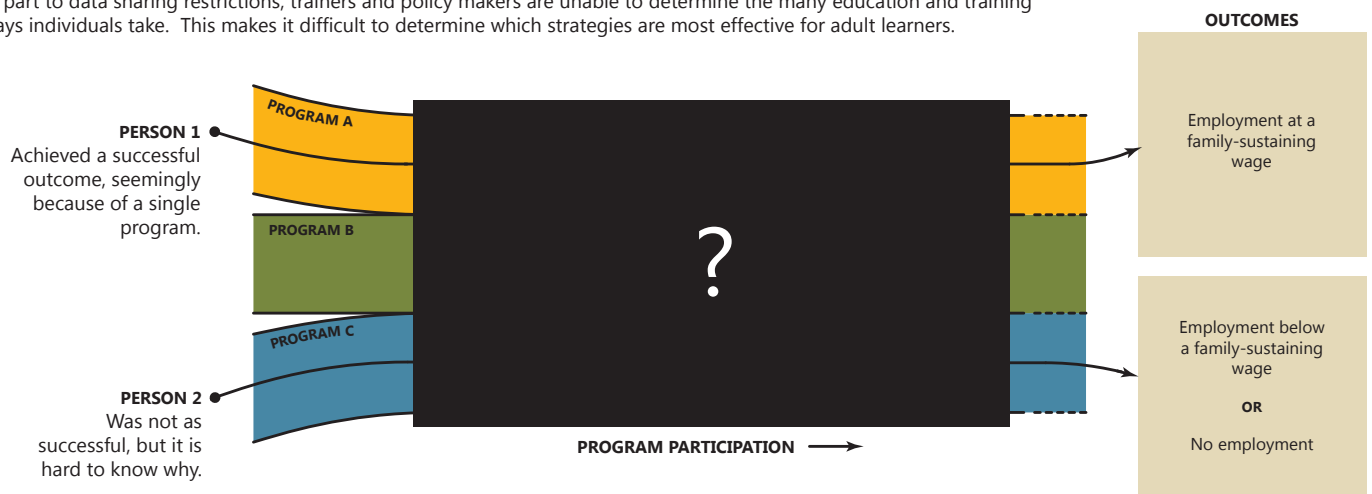 part to data sharing restrictions, trainers and policy makers are unable to determine the many education and training
ays individuals take. This makes it difficult to determine which strategies are most effective for adult learners.
OUTCOMES
PROGRAM A
PERSON 1
Achieved a successful
outcome, seemingly
because of a single
program.
PROGRAM B
PROGRAM C
PERSON 2
Was not as
successful, but it is
hard to know why.
?
PROGRAM PARTICIPATION
Employment at a
family-sustaining
wage
Employment below
a family-sustaining
wage
OR
No employment